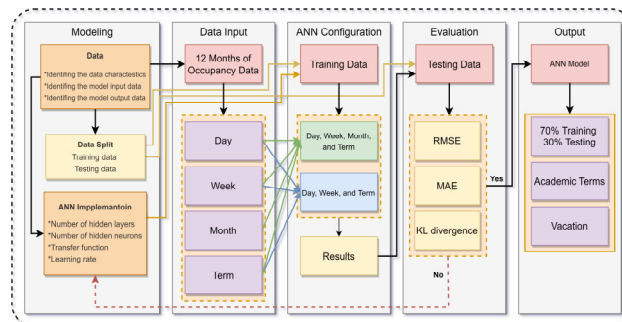 Modeling
Data
*Identifing the data charactestics
*Identifing the model input data
*Identifing the model output data
Data Split
Training data
Testing data
ANN Impplemantoin
*Number of hidden layers
*Number of hidden neurons
*Transfer function
*Learning rate
Data Input
12 Months of
Occupancy Data
Day
Week
Month
Term
ANN Configuration
Training Data
Day, Week, Month,
and Term
Day, Week, and Term
Results
Evaluation
Testing Data
RMSE
MAE
KL divergence
Yes
No
Output
ANN Model
70% Training
30% Testing
Academic Terms
Vacation